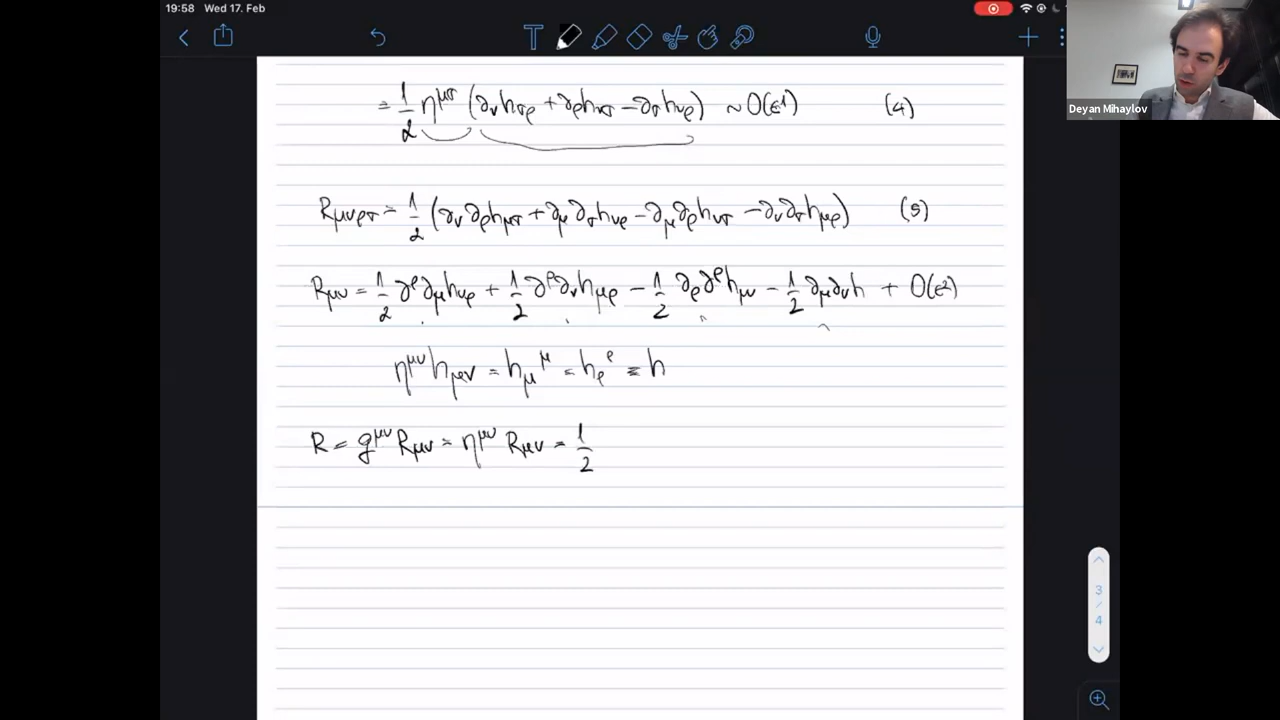 19:58 Wed 17. Feb
Deyan Mihaylov
= 1/2 η^{μσ} (∂_ν h_{σρ} + ∂_ρ h_{νσ} − ∂_σ h_{νρ}) ~ O(ε^1) (4)
R_{μνρσ} = 1/2 (∂_ν ∂_ρ h_{μσ} + ∂_μ ∂_σ h_{νρ} − ∂_μ ∂_ρ h_{νσ} − ∂_ν ∂_σ h_{μρ}) (5)
R_{μν} = 1/2 ∂^ρ ∂_μ h_{νρ} + 1/2 ∂^ρ ∂_ν h_{μρ} − 1/2 ∂_ρ ∂^ρ h_{μν} − 1/2 ∂_μ ∂_ν h + O(ε^2)
η^{μν} h_{μν} = h_μ^μ = h_ρ^ρ ≡ h
R = g^{μν} R_{μν} = η^{μν} R_{μν} = 1/2
3
/
4